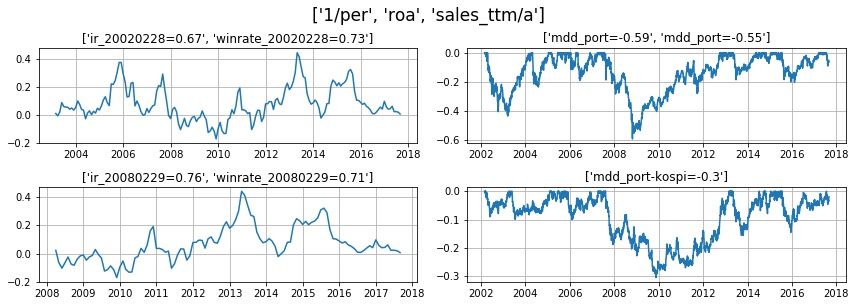 ['1/per', 'roa', 'sales_ttm/a']
['ir_20020228=0.67', 'winrate_20020228=0.73']
0.4
0.2
0.0
−0.2
2004 2006 2008 2010 2012 2014 2016 2018
['mdd_port=-0.59', 'mdd_port=-0.55']
0.0
−0.2
−0.4
−0.6
2002 2004 2006 2008 2010 2012 2014 2016 2018
['ir_20080229=0.76', 'winrate_20080229=0.71']
0.4
0.2
0.0
−0.2
2008 2009 2010 2011 2012 2013 2014 2015 2016 2017 2018
['mdd_port-kospi=-0.3']
0.0
−0.1
−0.2
−0.3
2002 2004 2006 2008 2010 2012 2014 2016 2018